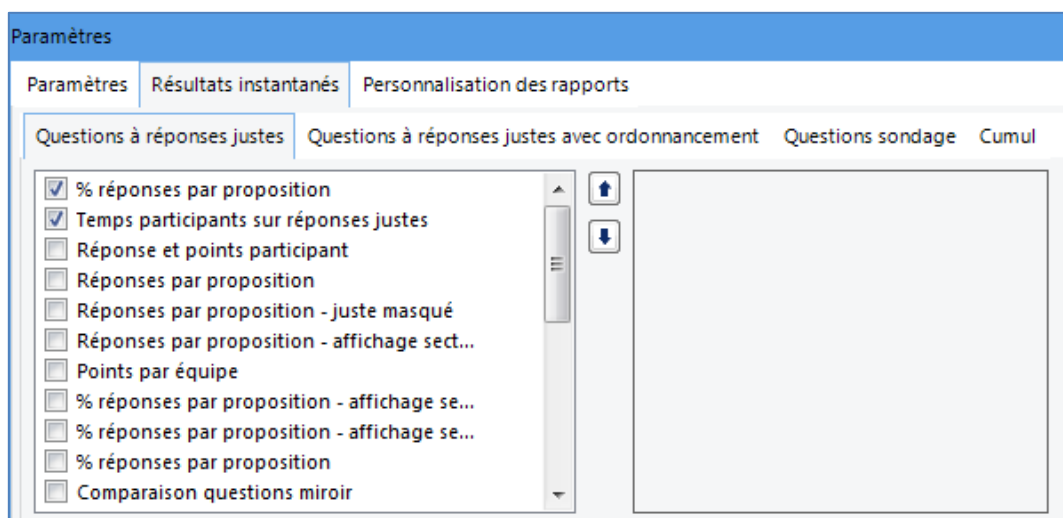 Paramètres
Paramètres Résultats instantanés Personnalisation des rapports
Questions à réponses justes Questions à réponses justes avec ordonnancement Questions sondage Cumul
% réponses par proposition
Temps participants sur réponses justes
Réponse et points participant
Réponses par proposition
Réponses par proposition - juste masqué
Réponses par proposition - affichage sect...
Points par équipe
% réponses par proposition - affichage se...
% réponses par proposition - affichage se...
% réponses par proposition
Comparaison questions miroir